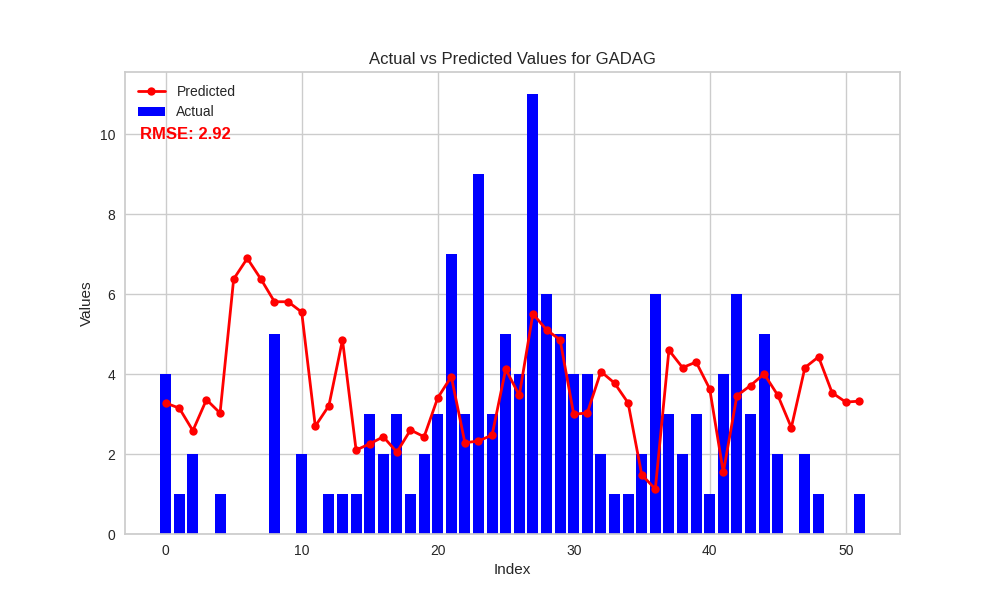 Actual vs Predicted Values for GADAG
Predicted
Actual
RMSE: 2.92
Values
10
8
6
4
2
0
0 10 20 30 40 50
Index